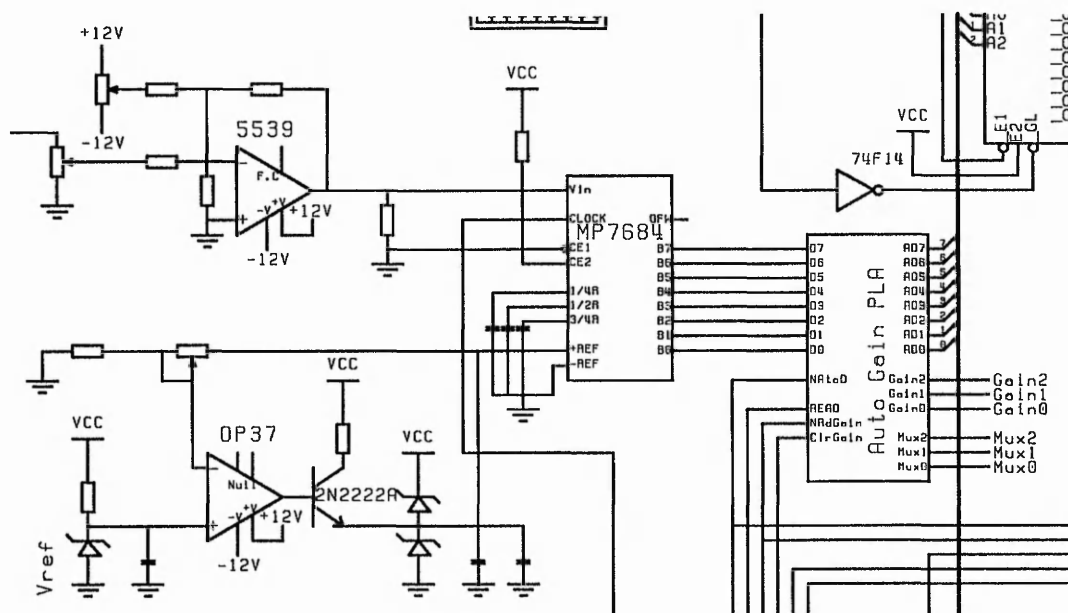 A1
A2
+12V
-12V
5539
F.C
-V
+V
+12V
-12V
VCC
VCC
E1
E2
GL
74F14
MP7684
Vin
CLOCK
CE1
CE2
1/4R
1/2R
3/4R
+REF
-REF
OFW
B7
B6
B5
B4
B3
B2
B1
B0
Auto Gain PLA
D7
D6
D5
D4
D3
D2
D1
D0
NRtoD
READ
NRdGain
ClrGain
AD7
AD6
AD5
AD4
AD3
AD2
AD1
AD0
7
6
5
4
3
2
1
0
Gain2
Gain1
Gain0
Mux2
Mux1
Mux0
Gain2
Gain1
Gain0
Mux2
Mux1
Mux0
VCC
OP37
Null
-V
+V
+12V
-12V
VCC
2N2222A
VCC
Vref